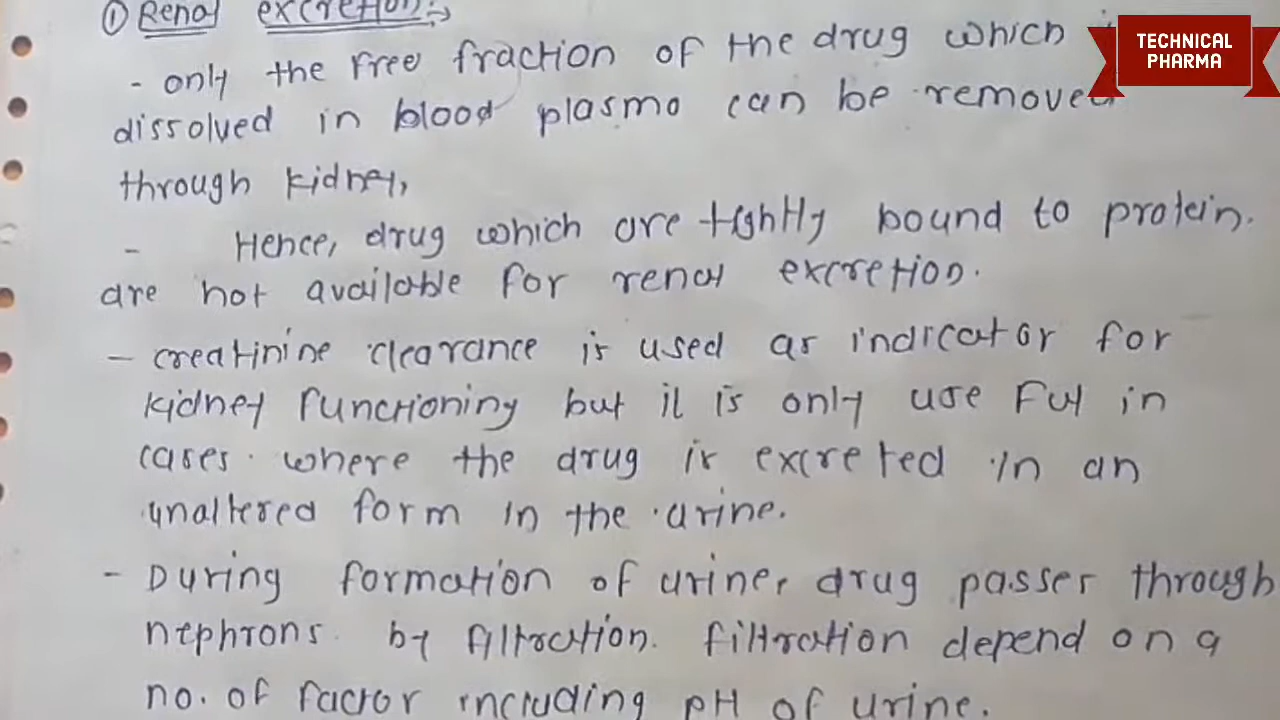 ① Renal excretion :→
- only the free fraction of the drug which
dissolved in blood plasma can be removed
through kidney,
- Hence, drug which are tightly bound to protein.
are not available for renal excretion.
- creatinine clearance is used as indicator for
kidney functioning but it is only use ful in
cases where the drug is excreted in an
unaltered form in the urine.
- During formation of urine, drug passes through
nephrons by filtration. filtration depend on a
no. of factor including pH of urine.
TECHNICAL
PHARMA